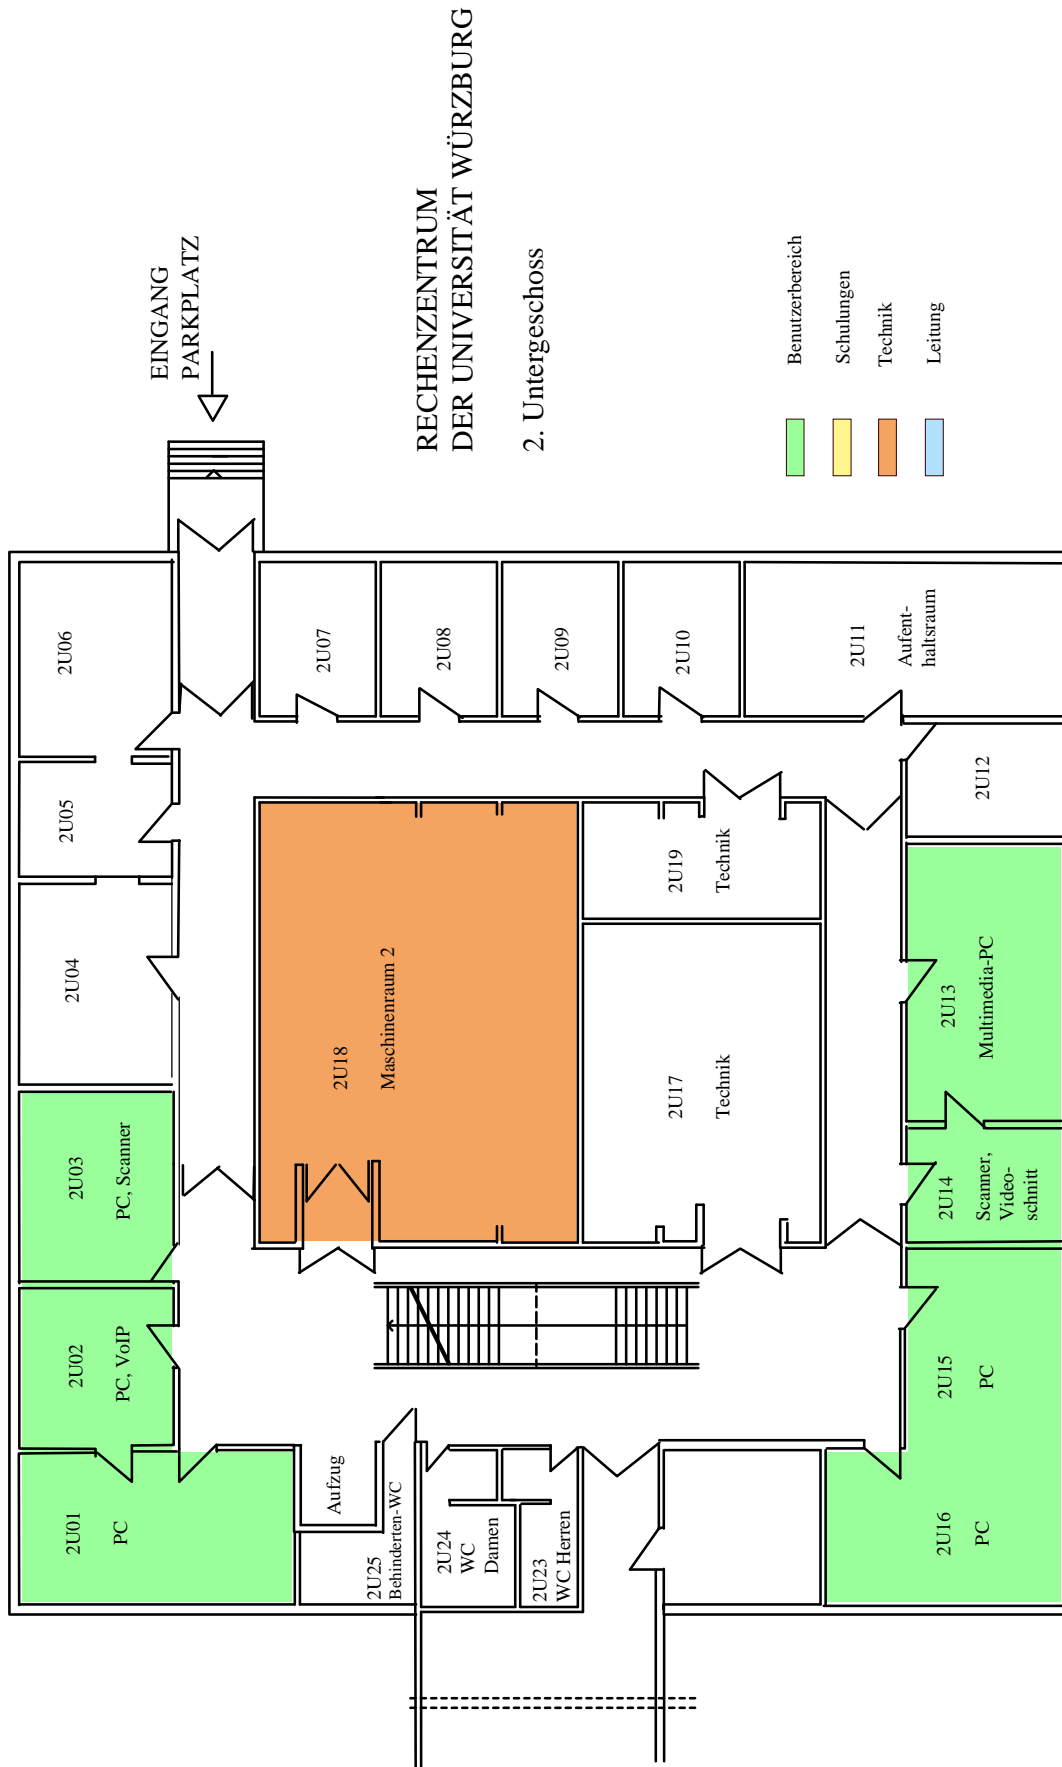 RECHENZENTRUM
DER UNIVERSITÄT WÜRZBURG
2. Untergeschoss
EINGANG
PARKPLATZ
Benutzerbereich
Schulungen
Technik
Leitung
2U01
PC
2U02
PC, VoIP
2U03
PC, Scanner
2U04
2U05
2U06
2U07
2U08
2U09
2U10
2U11
Aufent-
haltsraum
2U12
2U13
Multimedia-PC
2U14
Scanner,
Video-
schnitt
2U15
PC
2U16
PC
2U17
Technik
2U18
Maschinenraum 2
2U19
Technik
Aufzug
2U25
Behinderten-WC
2U24
WC
Damen
2U23
WC Herren